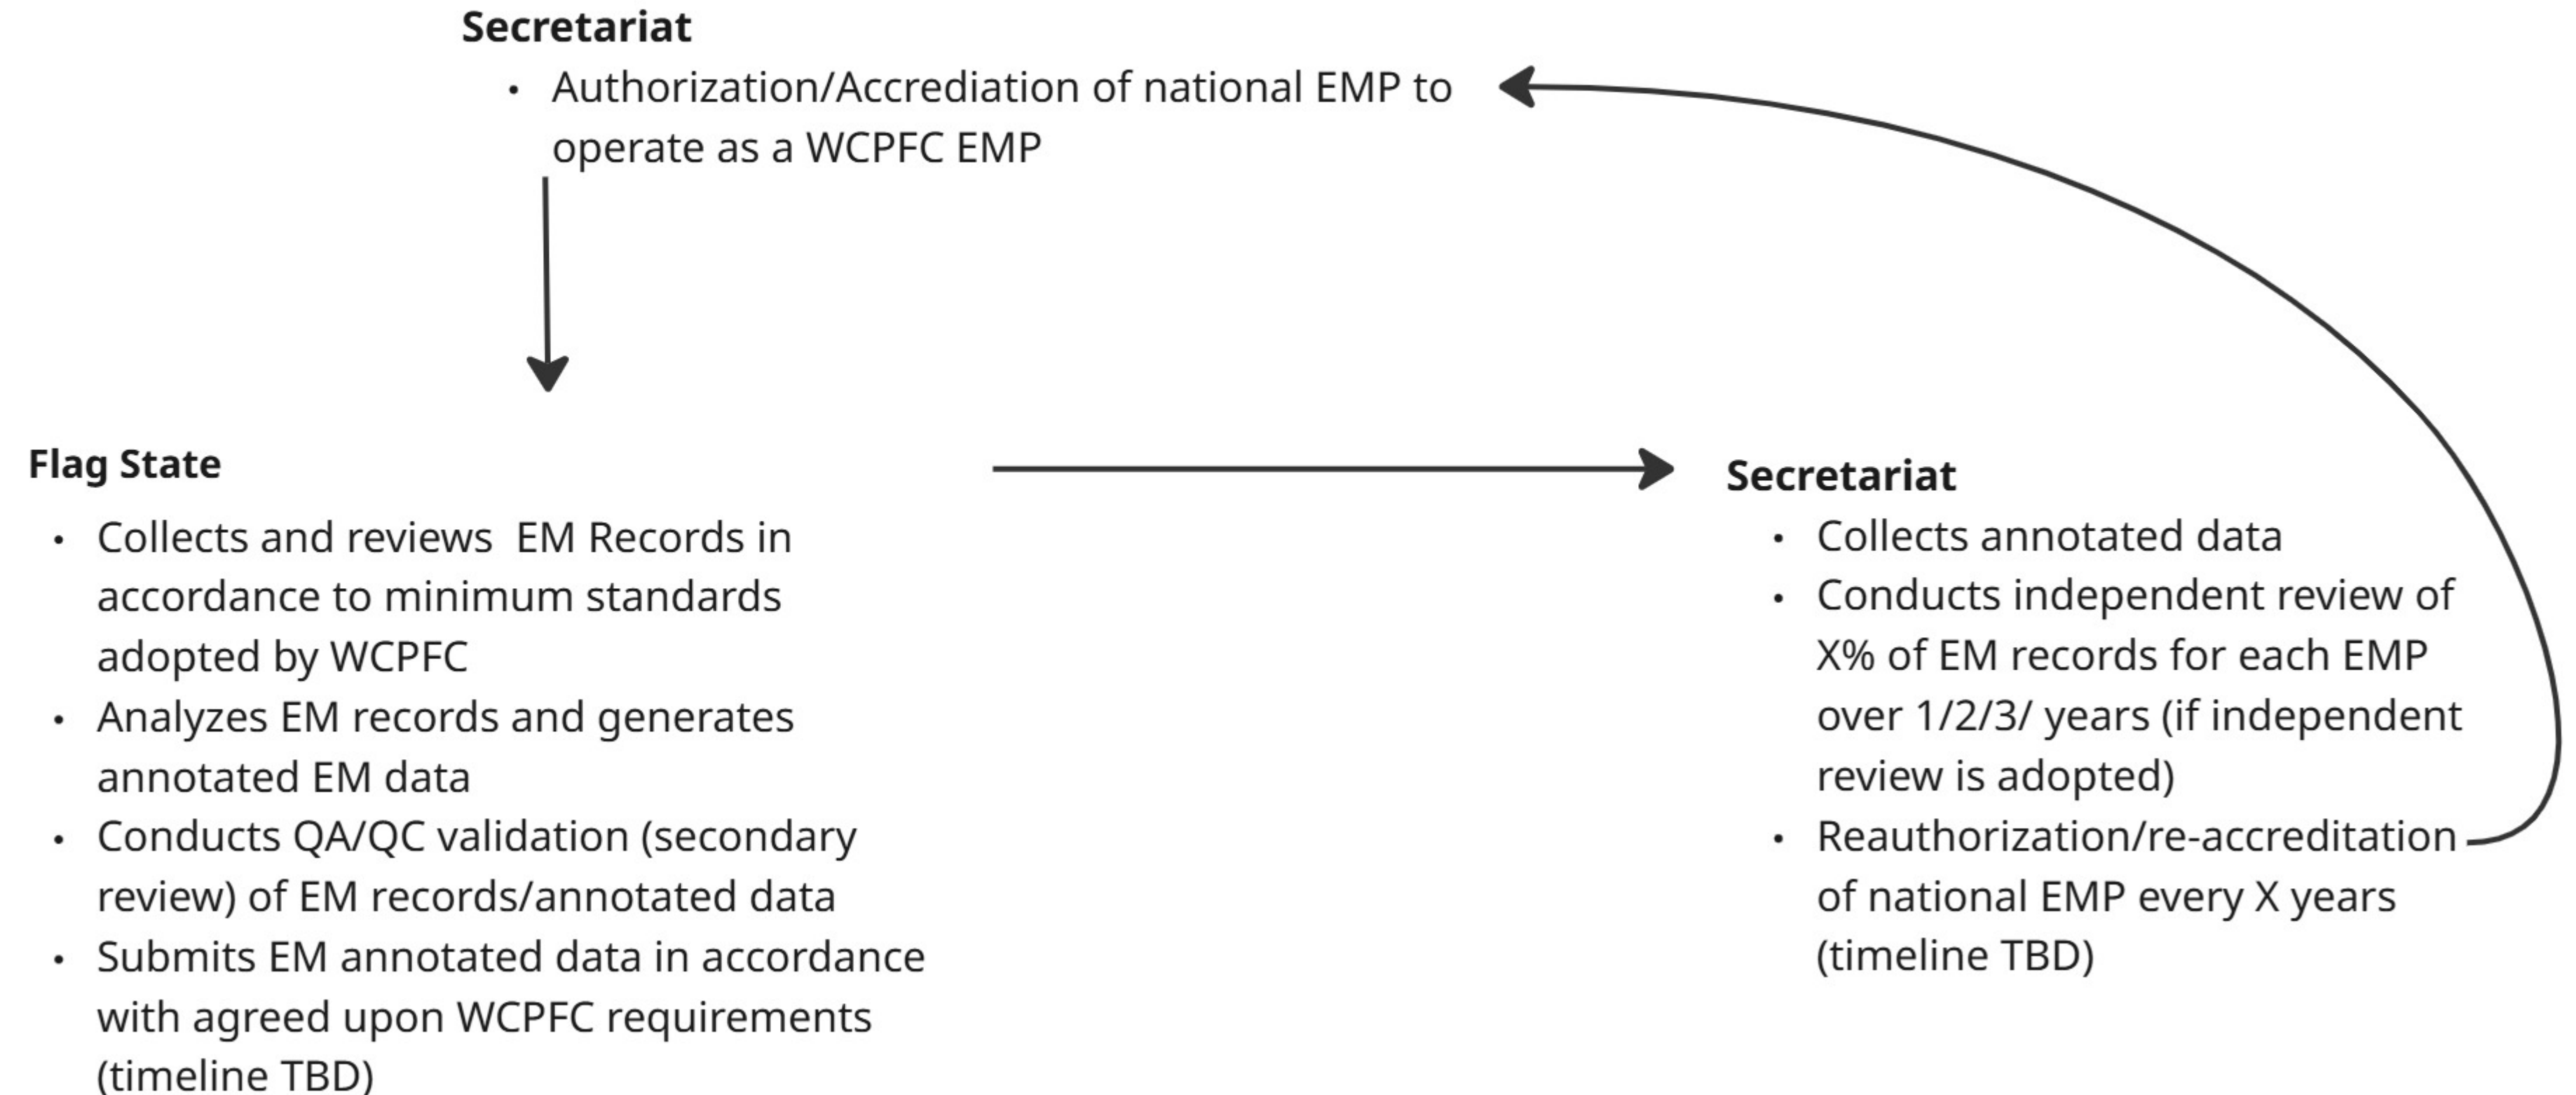 Secretariat
• Authorization/Accrediation of national EMP to
operate as a WCPFC EMP
Flag State
• Collects and reviews  EM Records in
accordance to minimum standards
adopted by WCPFC
• Analyzes EM records and generates
annotated EM data
• Conducts QA/QC validation (secondary
review) of EM records/annotated data
• Submits EM annotated data in accordance
with agreed upon WCPFC requirements
(timeline TBD)
Secretariat
• Collects annotated data
• Conducts independent review of
X% of EM records for each EMP
over 1/2/3/ years (if independent
review is adopted)
• Reauthorization/re-accreditation
of national EMP every X years
(timeline TBD)